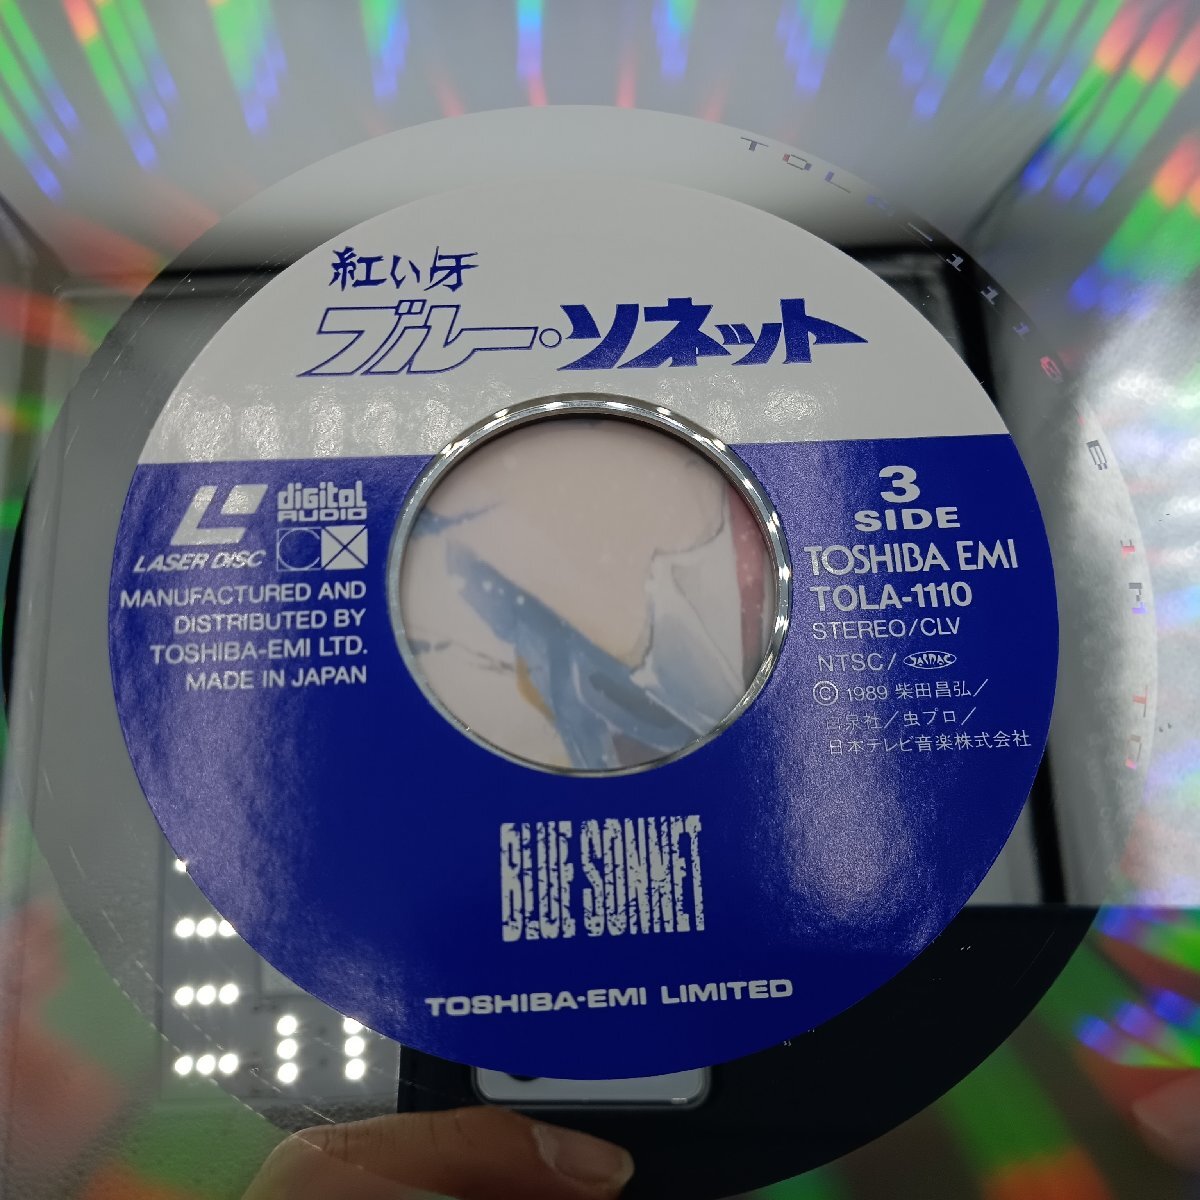 紅い牙
ブルー・ソネット
LASER DISC
digital
AUDIO
MANUFACTURED AND
DISTRIBUTED BY
TOSHIBA-EMI LTD.
MADE IN JAPAN
3
SIDE
TOSHIBA EMI
TOLA-1110
STEREO/CLV
NTSC/
Ⓒ 1989 柴田昌弘／
白泉社／虫プロ／
日本テレビ音楽株式会社
BLUE SONNET
TOSHIBA-EMI LIMITED